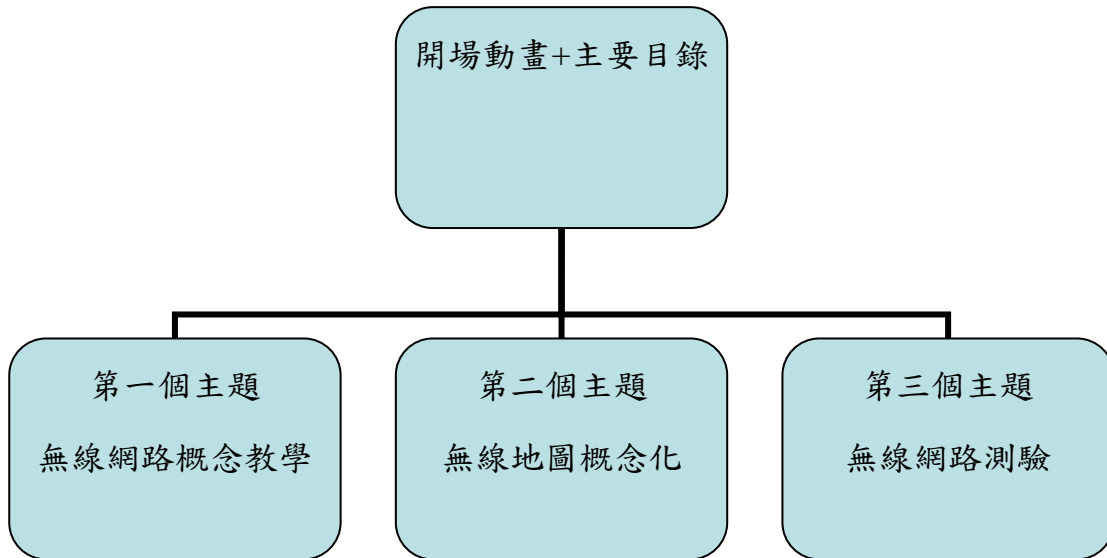 開場動畫+主要目錄
第一個主題
無線網路概念教學
第二個主題
無線地圖概念化
第三個主題
無線網路測驗